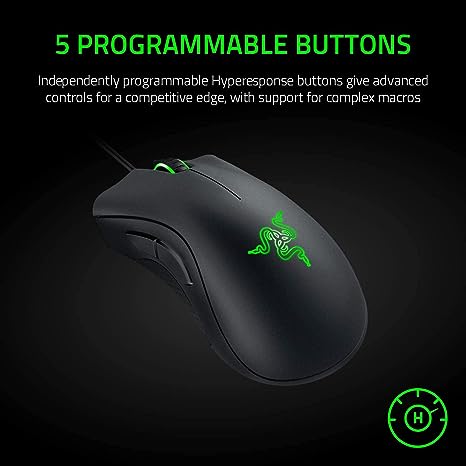 5 PROGRAMMABLE BUTTONS
Independently programmable Hyperesponse buttons give advanced
controls for a competitive edge, with support for complex macros
H